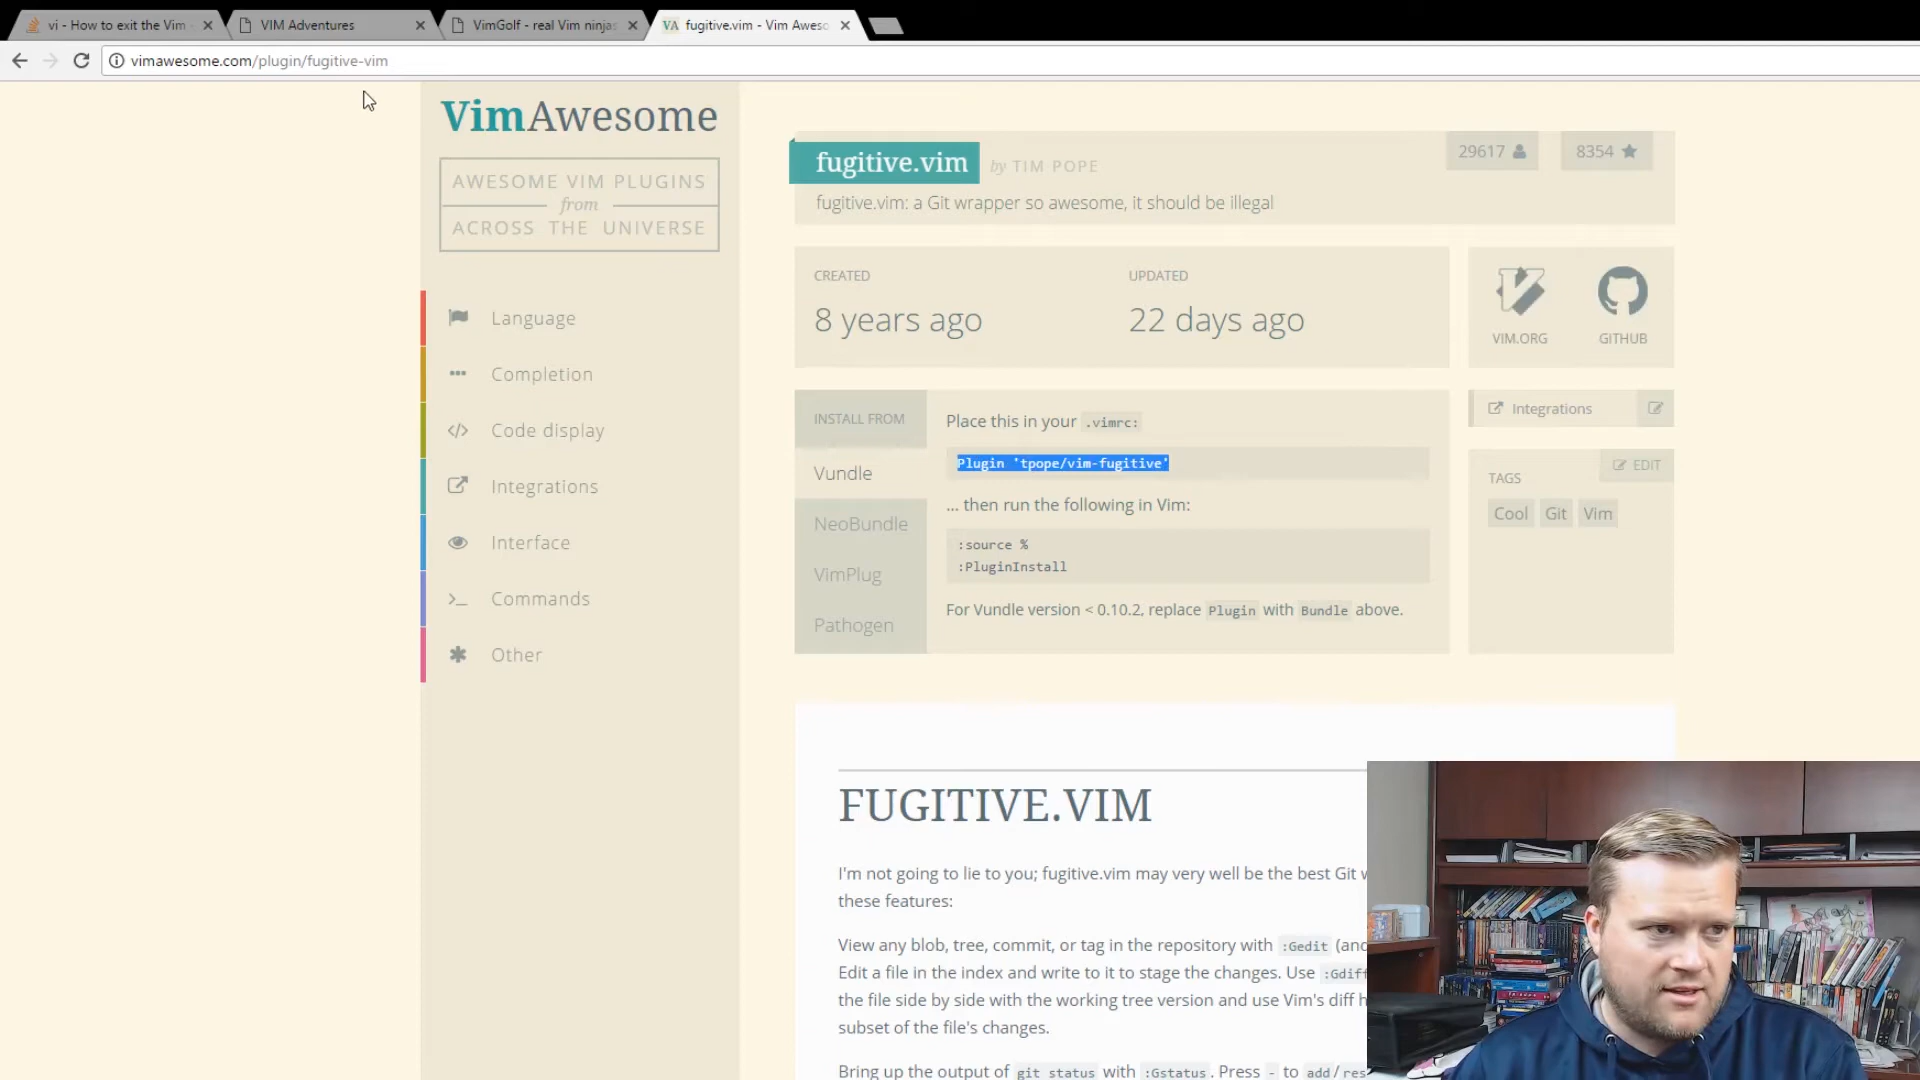 vi - How to exit the Vim
VIM Adventures
VimGolf - real Vim ninjas
VA fugitive.vim - Vim Aweso
vimawesome.com/plugin/fugitive-vim
VimAwesome
AWESOME VIM PLUGINS
from
ACROSS THE UNIVERSE
Language
Completion
Code display
Integrations
Interface
Commands
Other
fugitive.vim by TIM POPE
29617
8354
fugitive.vim: a Git wrapper so awesome, it should be illegal
CREATED
8 years ago
UPDATED
22 days ago
VIM.ORG
GITHUB
INSTALL FROM
Vundle
NeoBundle
VimPlug
Pathogen
Place this in your .vimrc:
Plugin 'tpope/vim-fugitive'
... then run the following in Vim:
:source %
:PluginInstall
For Vundle version < 0.10.2, replace Plugin with Bundle above.
Integrations
TAGS
EDIT
Cool Git Vim
FUGITIVE.VIM
I'm not going to lie to you; fugitive.vim may very well be the best Git w
these features:
View any blob, tree, commit, or tag in the repository with :Gedit (and
Edit a file in the index and write to it to stage the changes. Use :Gdiff
the file side by side with the working tree version and use Vim's diff h
subset of the file's changes.
Bring up the output of git status with :Gstatus. Press - to add/res